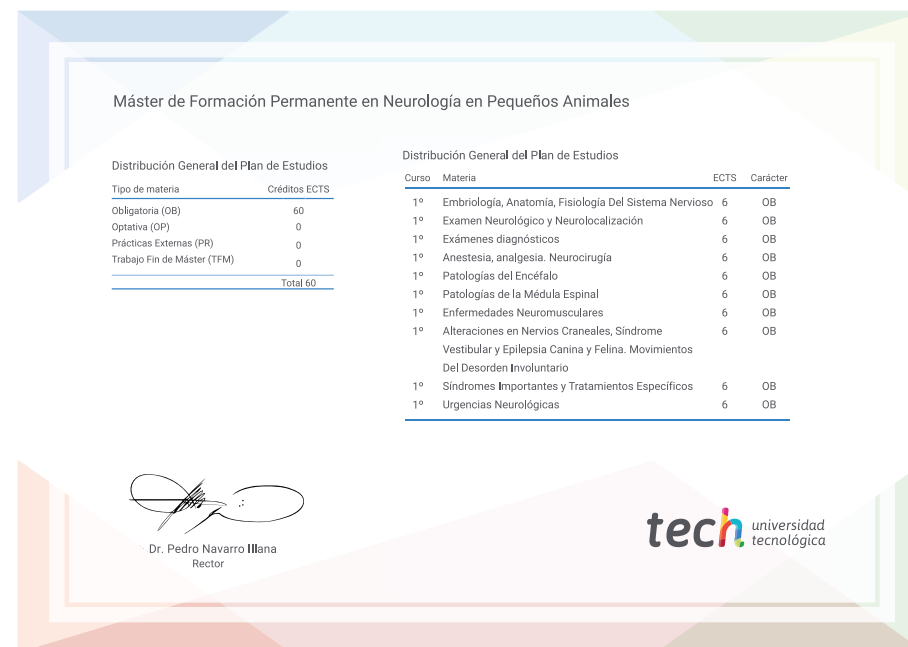 Máster de Formación Permanente en Neurología en Pequeños Animales
Distribución General del Plan de Estudios
Tipo de materia Créditos ECTS
Obligatoria (OB) 60
Optativa (OP) 0
Prácticas Externas (PR) 0
Trabajo Fin de Máster (TFM) 0
Total 60
Distribución General del Plan de Estudios
Curso Materia ECTS Carácter
1º Embriología, Anatomía, Fisiología Del Sistema Nervioso 6 OB
1º Examen Neurológico y Neurolocalización 6 OB
1º Exámenes diagnósticos 6 OB
1º Anestesia, analgesia. Neurocirugía 6 OB
1º Patologías del Encéfalo 6 OB
1º Patologías de la Médula Espinal 6 OB
1º Enfermedades Neuromusculares 6 OB
1º Alteraciones en Nervios Craneales, Síndrome 6 OB
Vestibular y Epilepsia Canina y Felina. Movimientos
Del Desorden Involuntario
1º Síndromes Importantes y Tratamientos Específicos 6 OB
1º Urgencias Neurológicas 6 OB
Dr. Pedro Navarro Illana
Rector
tech universidad
tecnológica